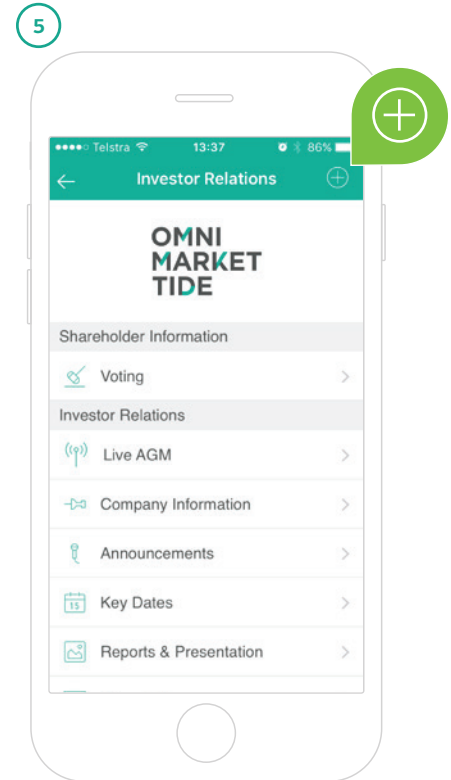 5
Telstra 13:37 86%
Investor Relations
OMNI
MARKET
TIDE
Shareholder Information
Voting
Investor Relations
Live AGM
Company Information
Announcements
15 Key Dates
Reports & Presentation